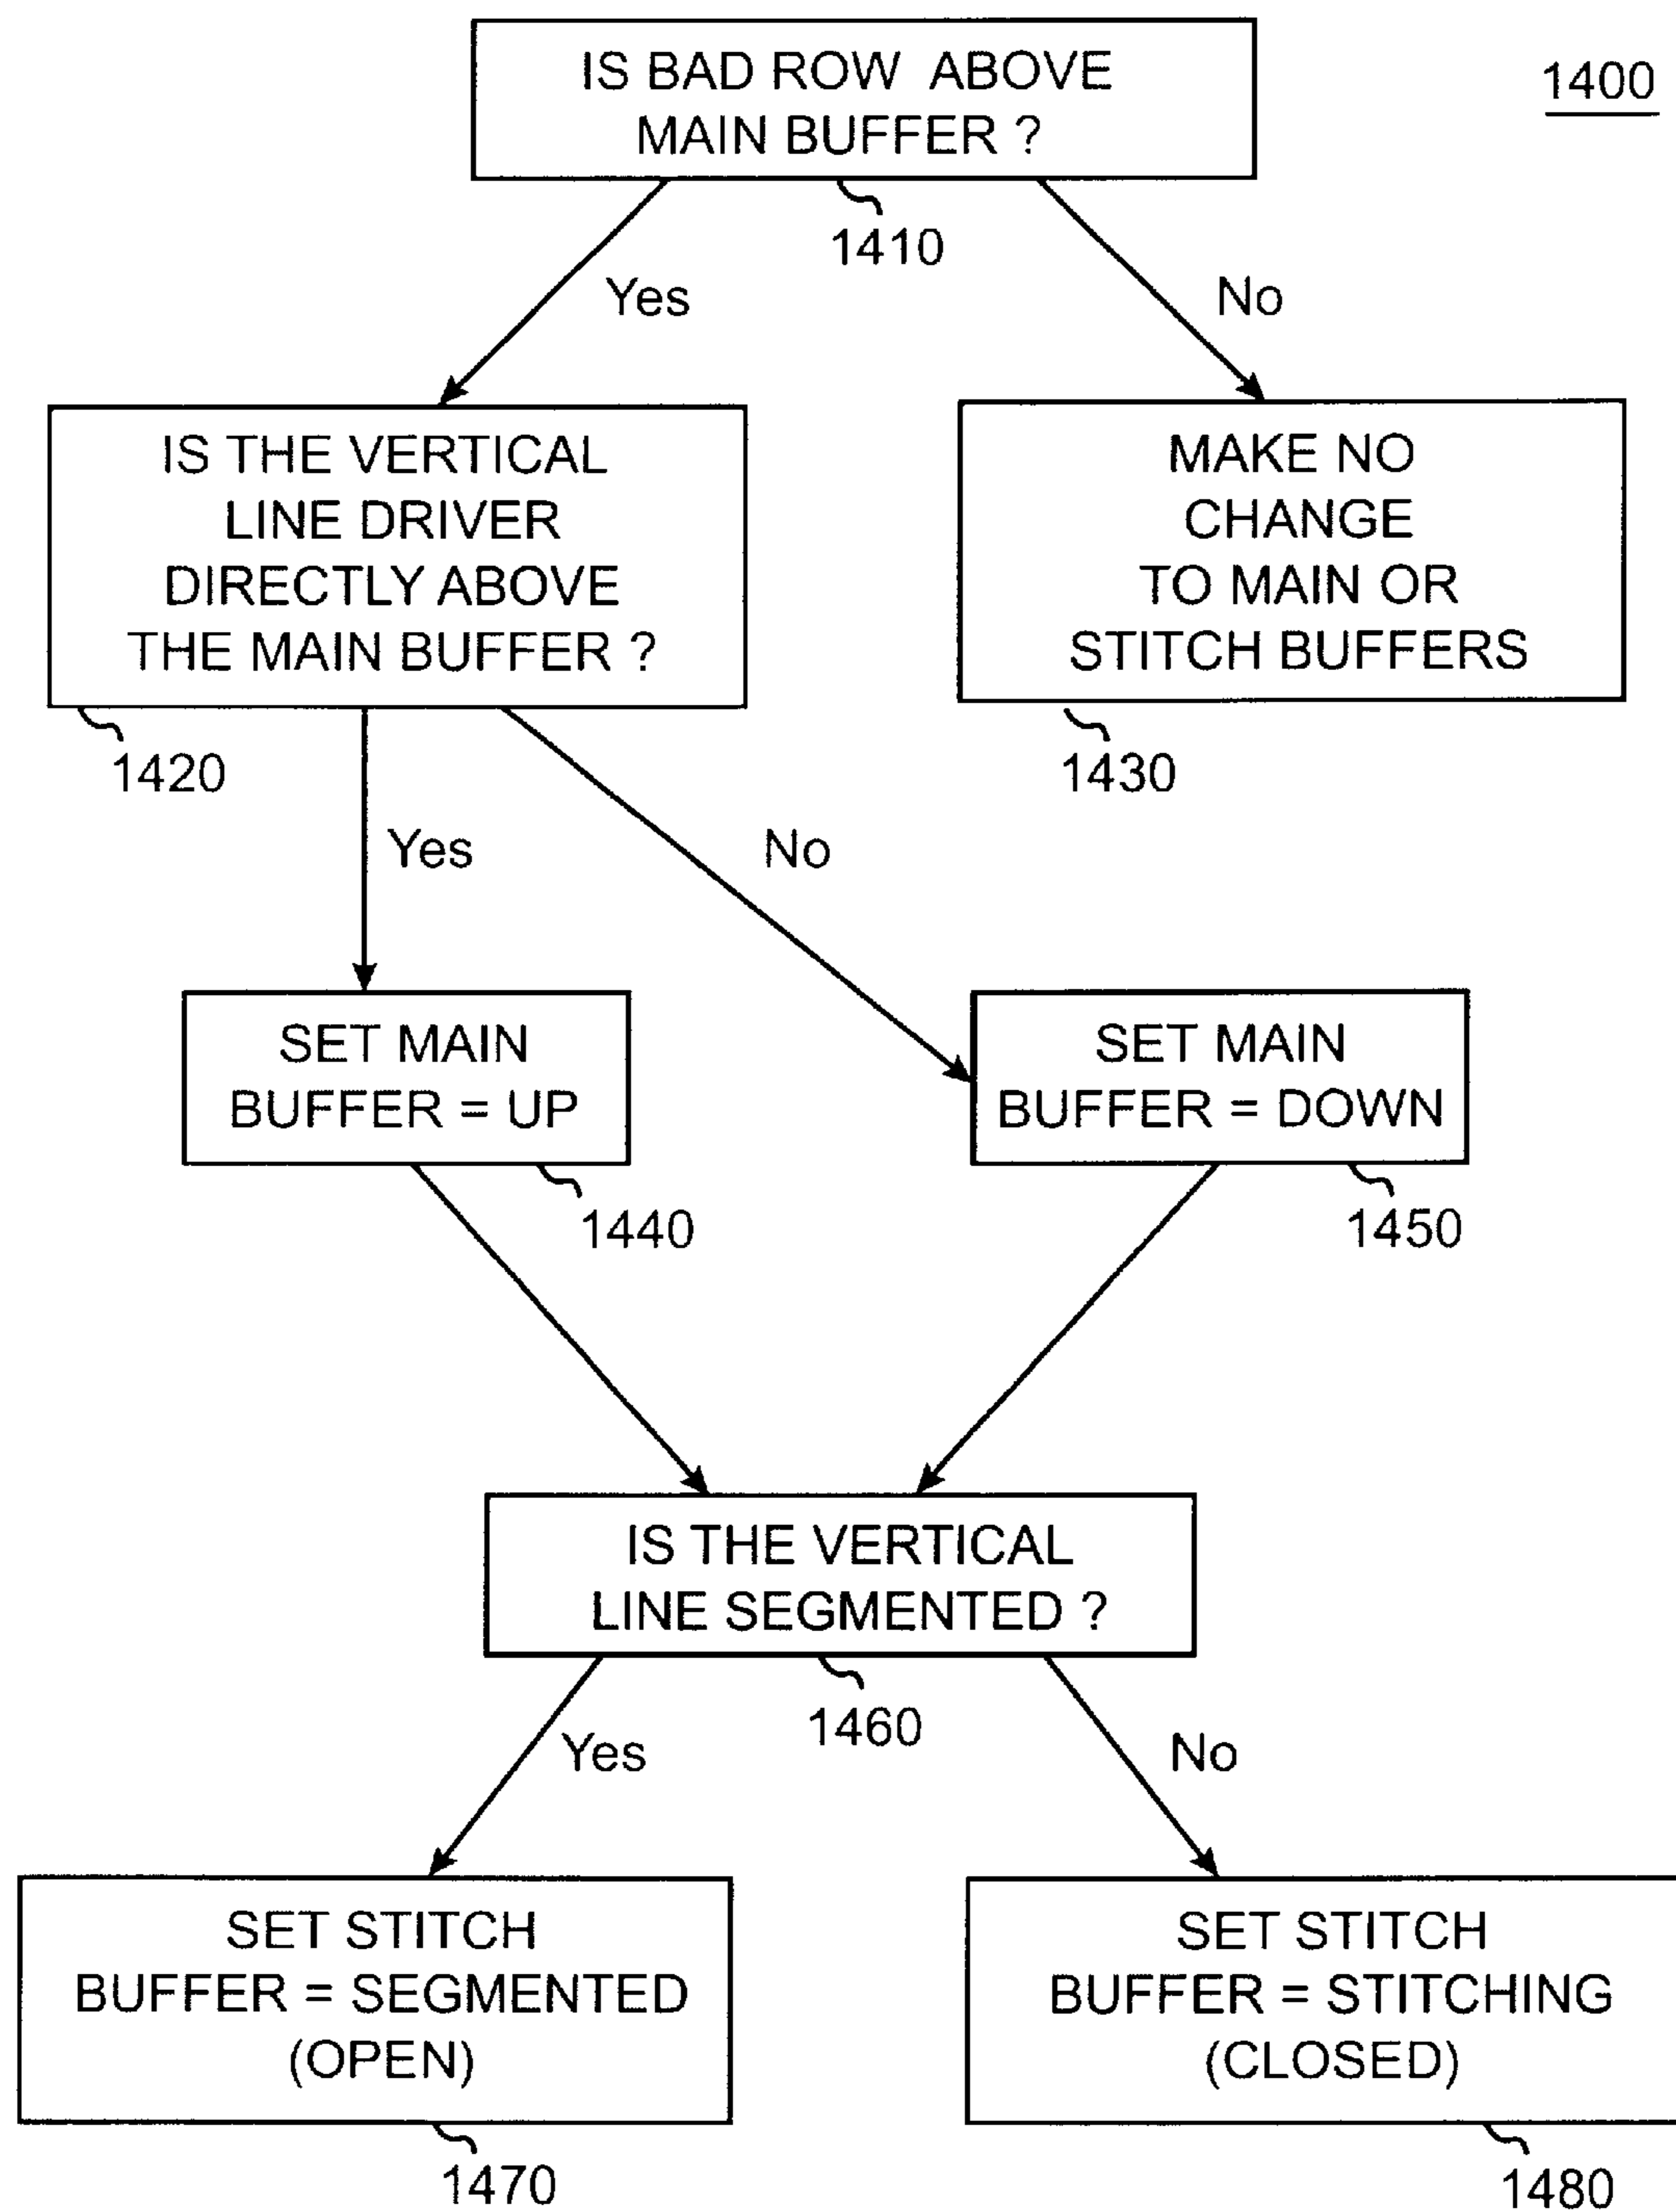 IS BAD ROW ABOVE
MAIN BUFFER ?
1400
1410
Yes
No
IS THE VERTICAL
LINE DRIVER
DIRECTLY ABOVE
THE MAIN BUFFER ?
MAKE NO
CHANGE
TO MAIN OR
STITCH BUFFERS
1420
1430
Yes
No
SET MAIN
BUFFER = UP
SET MAIN
BUFFER = DOWN
1440
1450
IS THE VERTICAL
LINE SEGMENTED ?
1460
Yes
No
SET STITCH
BUFFER = SEGMENTED
(OPEN)
SET STITCH
BUFFER = STITCHING
(CLOSED)
1470
1480